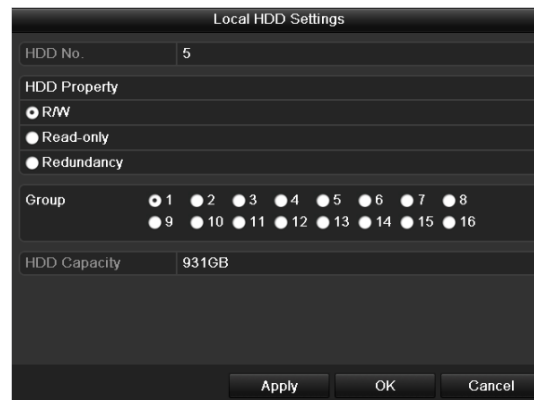 Local HDD Settings
HDD No. 5
HDD Property
R/W
Read-only
Redundancy
Group 1 2 3 4 5 6 7 8
9 10 11 12 13 14 15 16
HDD Capacity 931GB
Apply OK Cancel